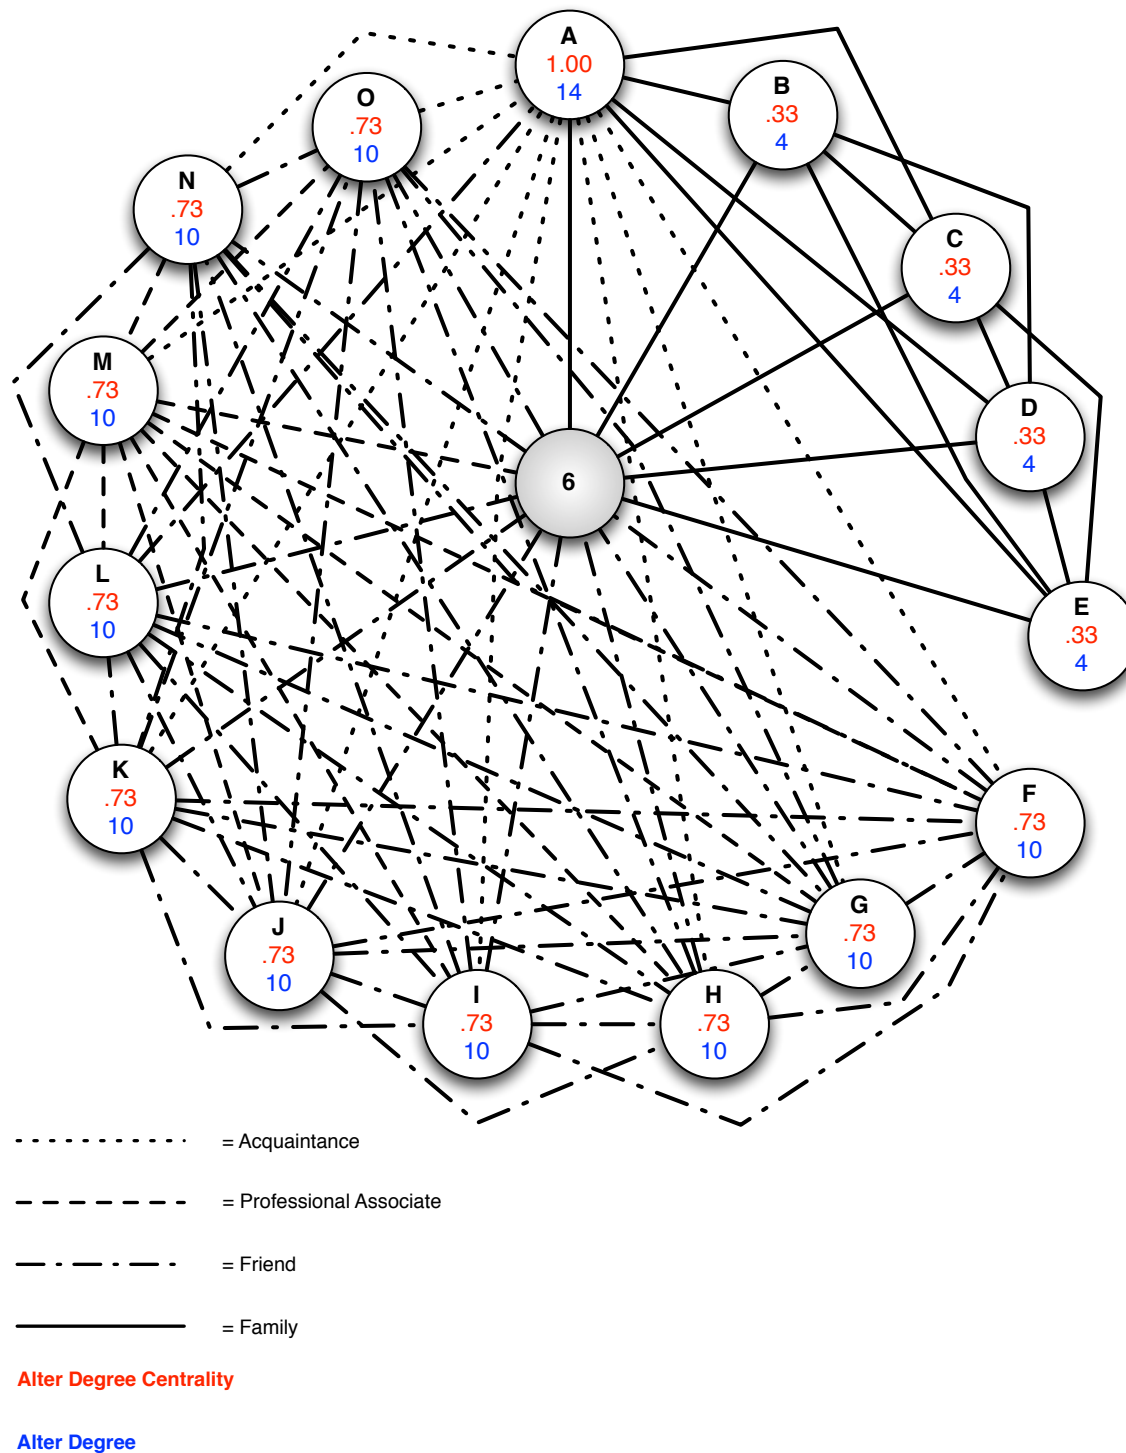 A
1.00
14
B
.33
4
O
.73
10
N
.73
10
C
.33
4
M
.73
10
D
.33
4
6
L
.73
10
E
.33
4
K
.73
10
F
.73
10
G
.73
10
J
.73
10
I
.73
10
H
.73
10
= Acquaintance
= Professional Associate
= Friend
= Family
Alter Degree Centrality
Alter Degree